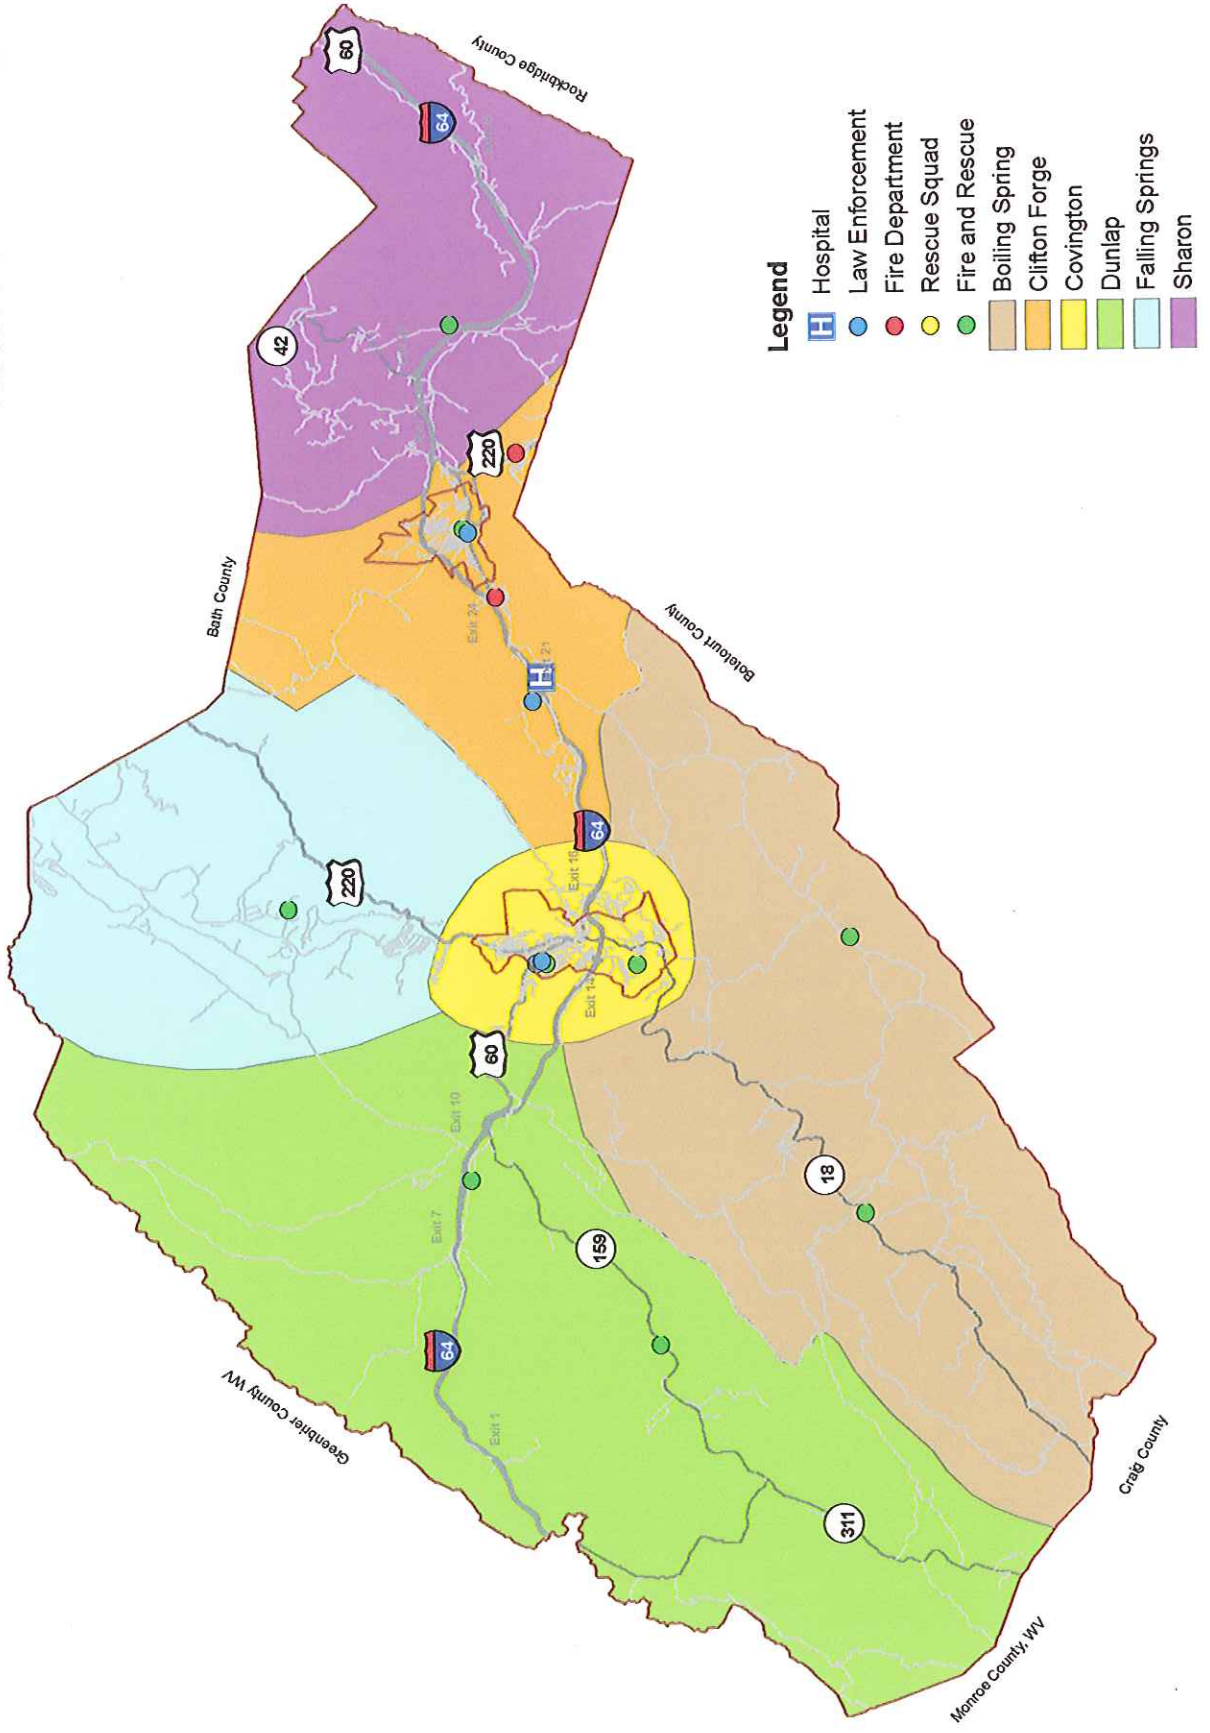 60
Rockbridge County
64
42
220
Bath County
Exit 24
Exit 21
Botetourt County
64
Exit 16
220
Exit 14
60
Exit 10
Exit 7
18
159
64
Greenbrier County WV
Exit 1
311
Craig County
Monroe County, WV
Legend
H Hospital
Law Enforcement
Fire Department
Rescue Squad
Fire and Rescue
Boiling Spring
Clifton Forge
Covington
Dunlap
Falling Springs
Sharon
H